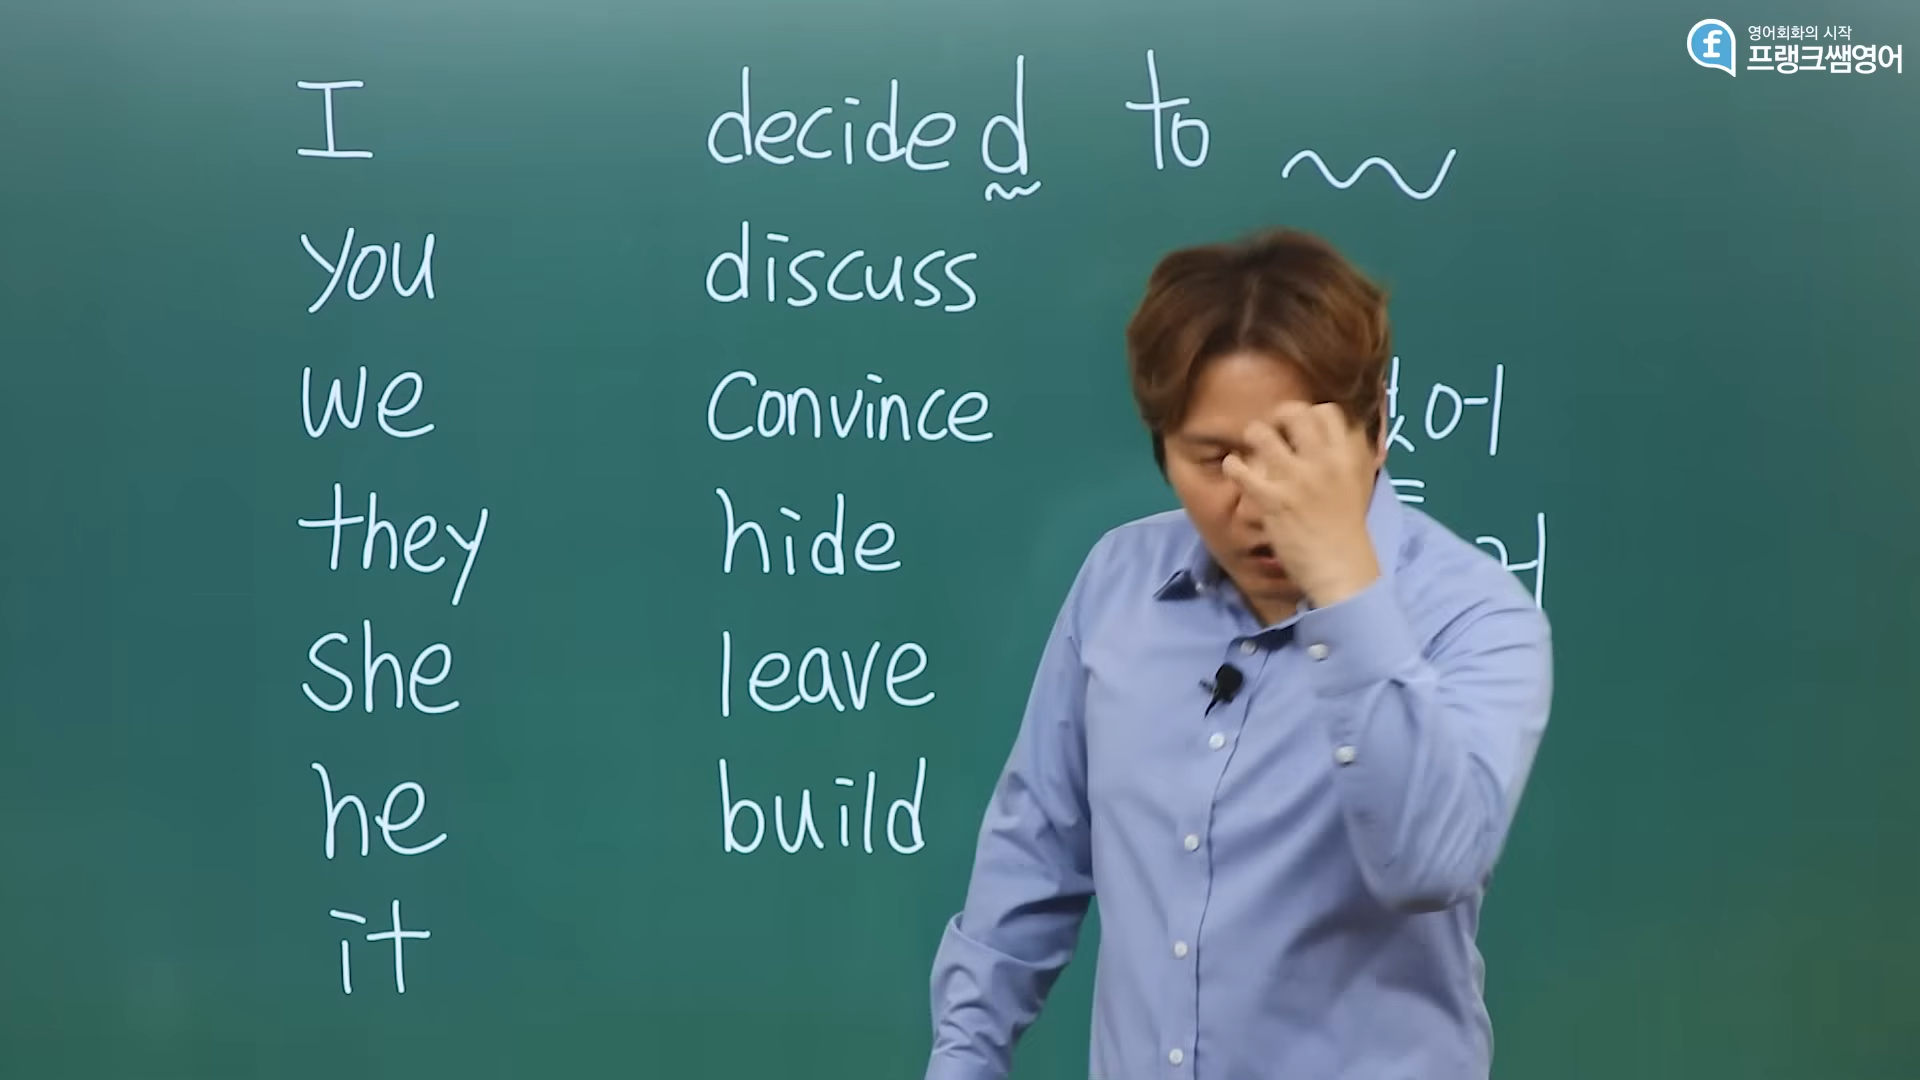 영어회화의 시작
프랭크쌤영어
I decided to
you discuss
we convince
they hide
she leave
he build
it